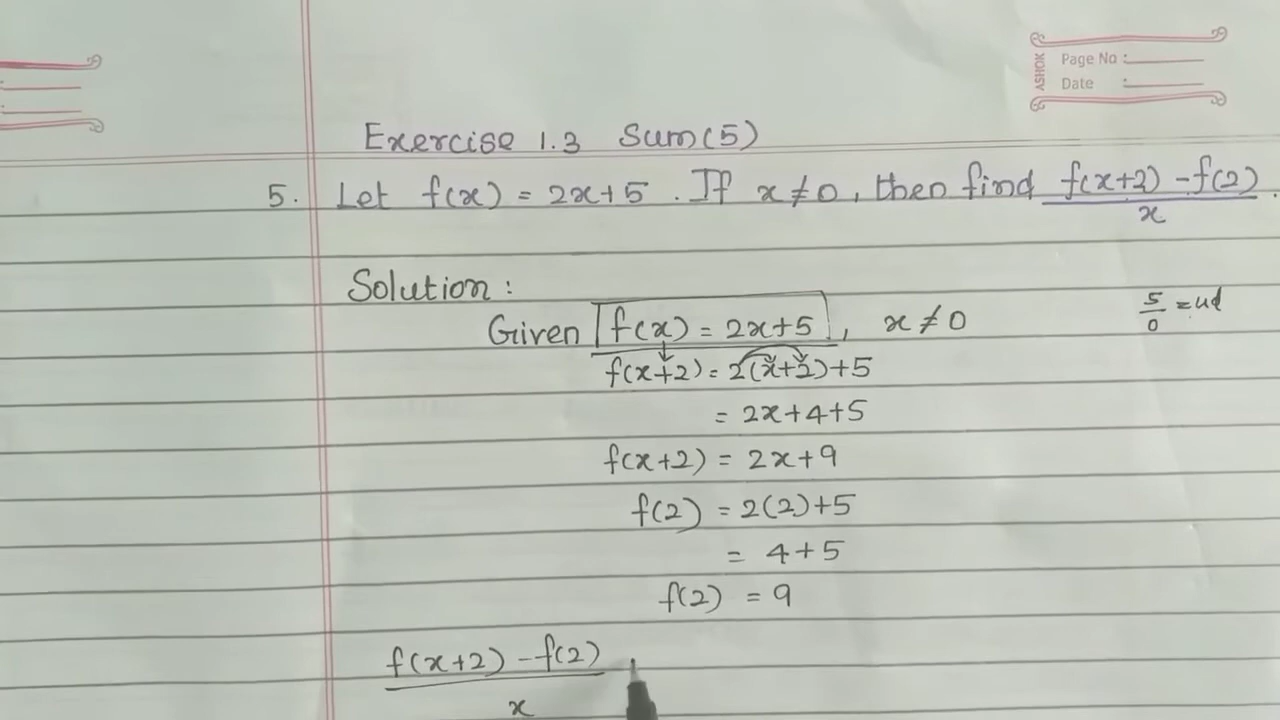 ASHOK
Page No :
Date :
Exercise 1.3 Sum(5)
5. Let f(x) = 2x+5 . If x≠0, then find f(x+2) - f(2)
x .
Solution :
Given f(x) = 2x+5 , x ≠ 0
5/0 = ud
f(x+2) = 2(x+2)+5
= 2x+4+5
f(x+2) = 2x+9
f(2) = 2(2)+5
= 4+5
f(2) = 9
f(x+2) - f(2)
x